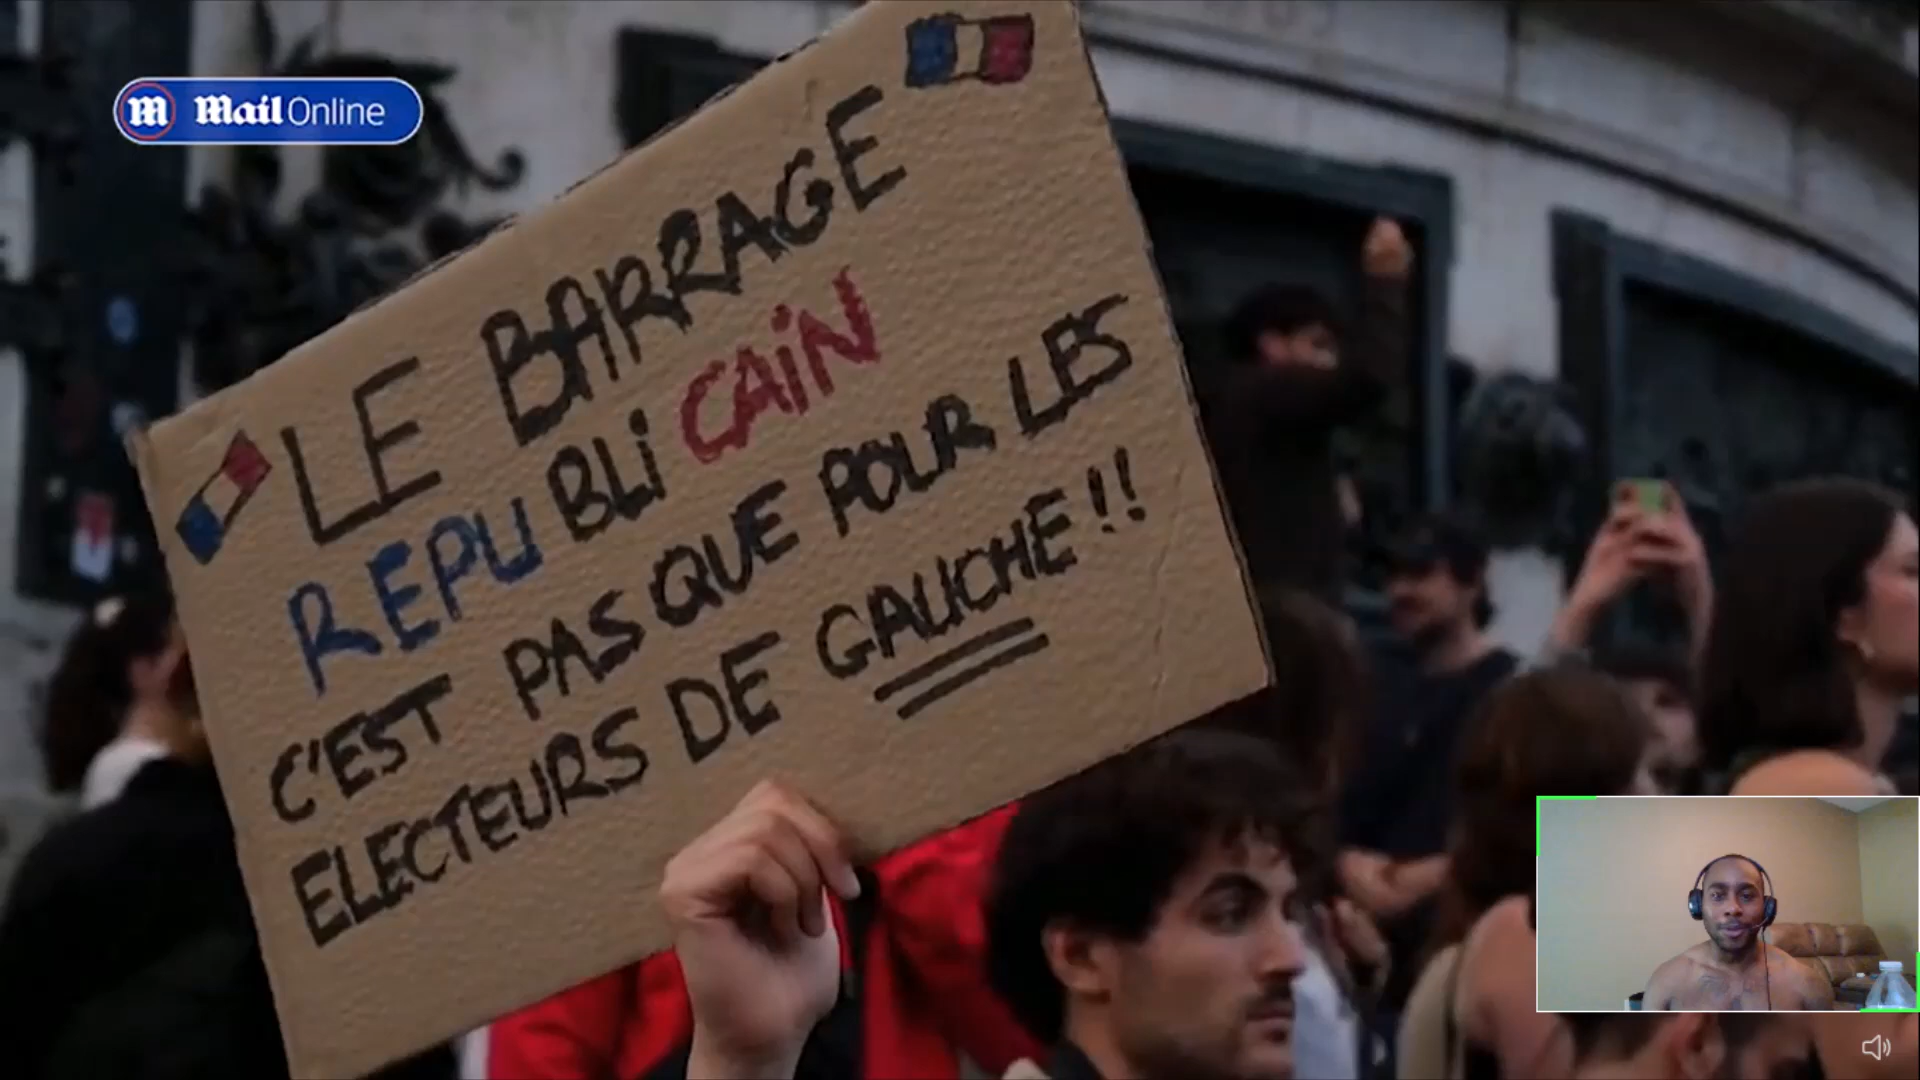 M Mail Online
LE BARRAGE
REPUBLiCAiN
C'EST PAS QUE POUR LES
ELECTEURS DE GAUCHE!!